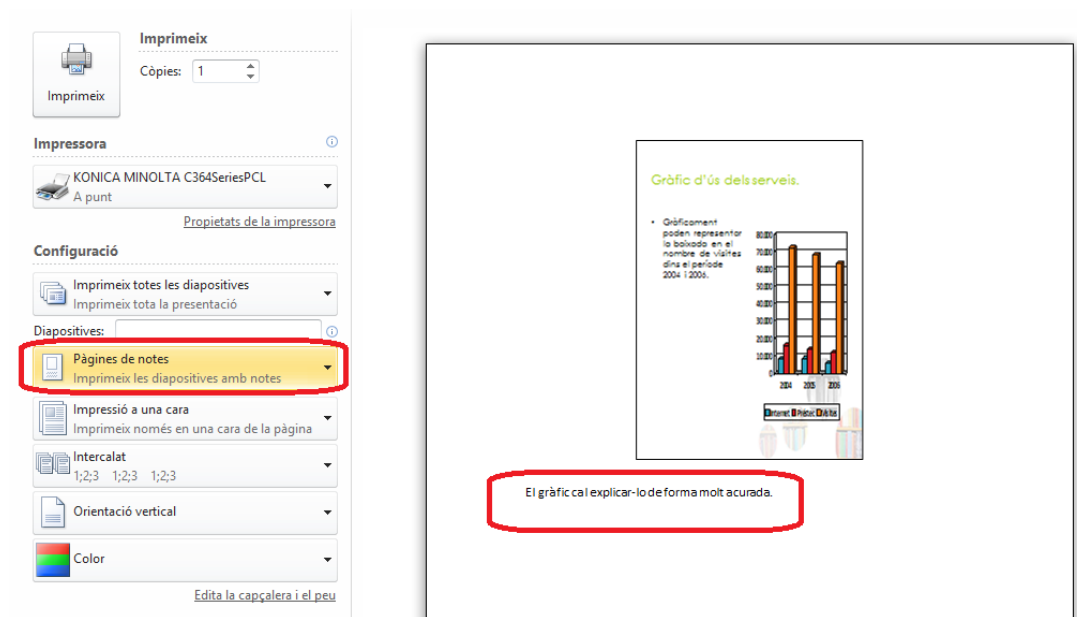 Imprimeix
Còpies: 1
Imprimeix
Impressora
KONICA MINOLTA C364SeriesPCL
A punt
Propietats de la impressora
Configuració
Imprimeix totes les diapositives
Imprimeix tota la presentació
Diapositives:
Pàgines de notes
Imprimeix les diapositives amb notes
Impressió a una cara
Imprimeix només en una cara de la pàgina
Intercalat
1;2;3 1;2;3 1;2;3
Orientació vertical
Color
Edita la capçalera i el peu
Gràfic d'ús dels serveis.
• Gràficament
poden representar
la baixada en el
nombre de visites
dins el període
2004 i 2006.
80.000
70.000
60.000
50.000
40.000
30.000
20.000
10.000
0
2004 2005 2006
Internet Préstec Visites
El gràfic cal explicar-lo de forma molt acurada.